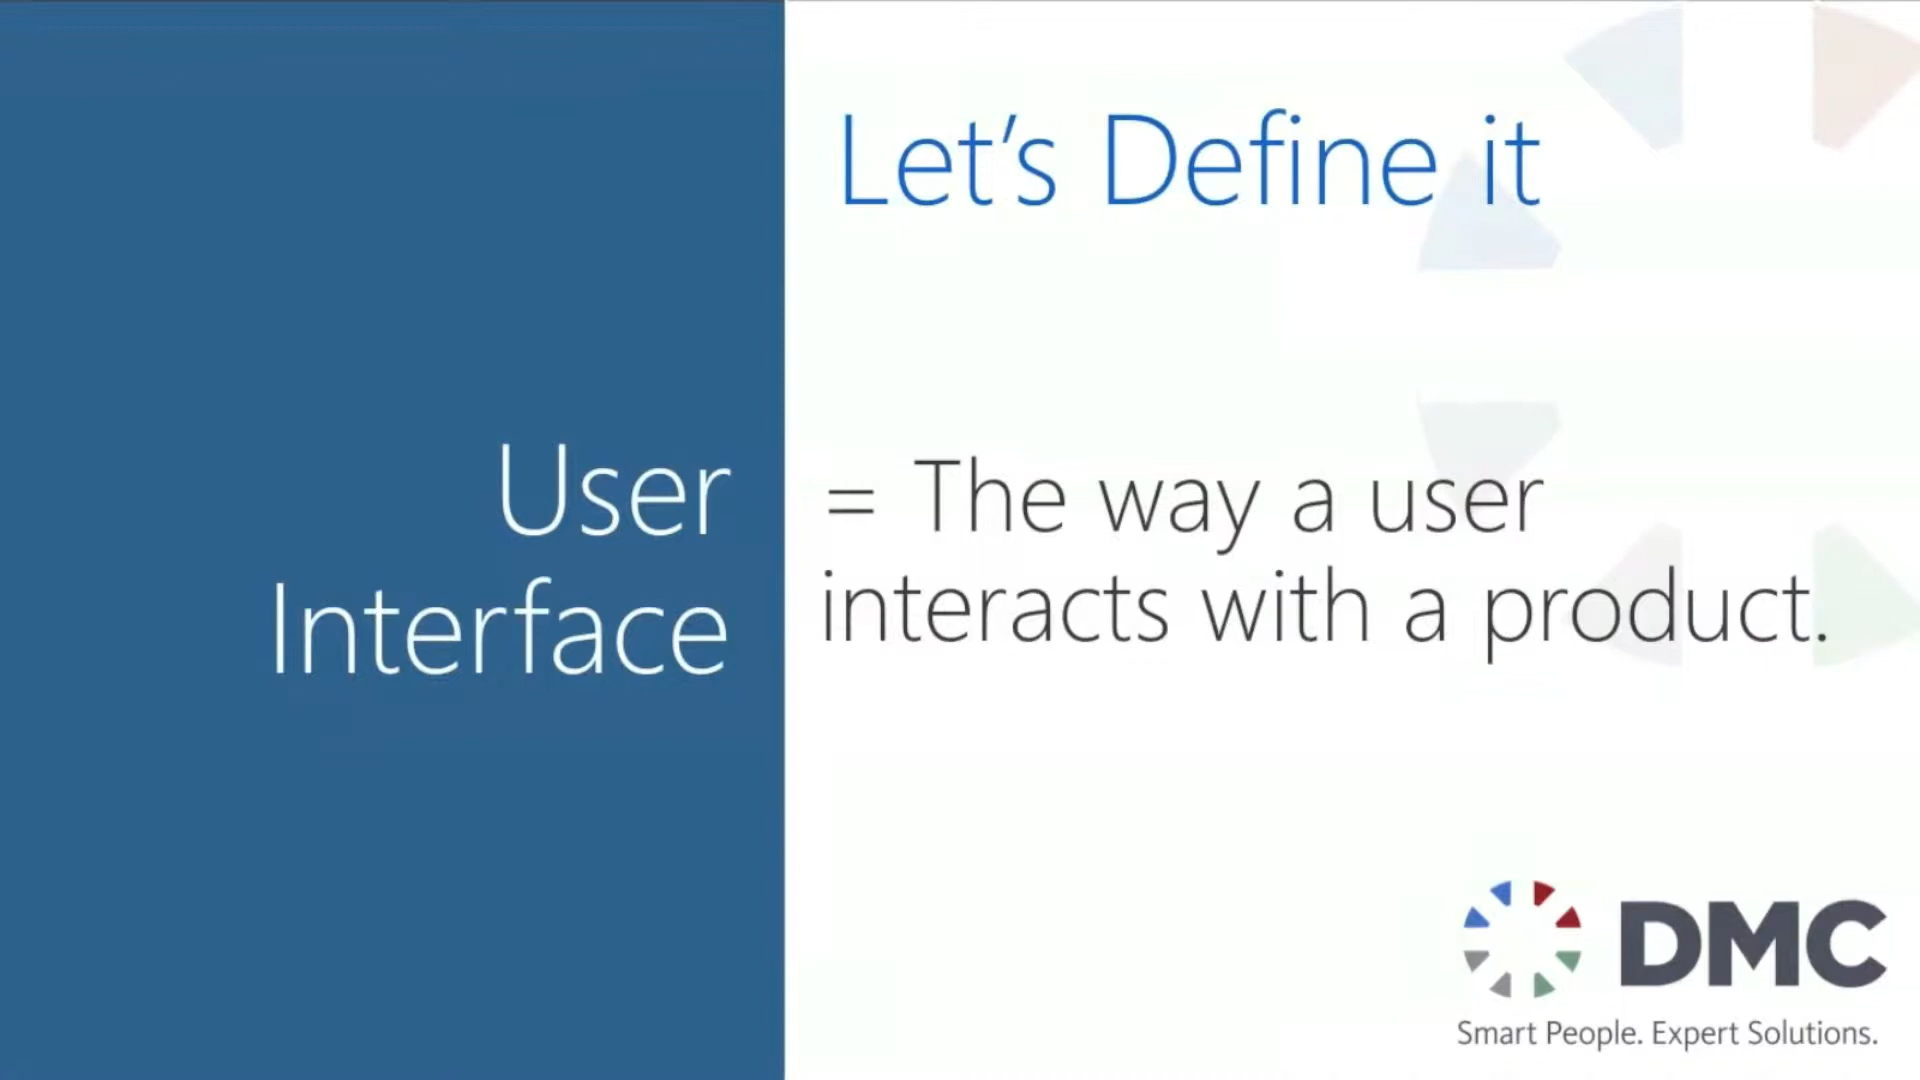 Let's Define it
User
Interface
= The way a user
interacts with a product.
DMC
Smart People. Expert Solutions.